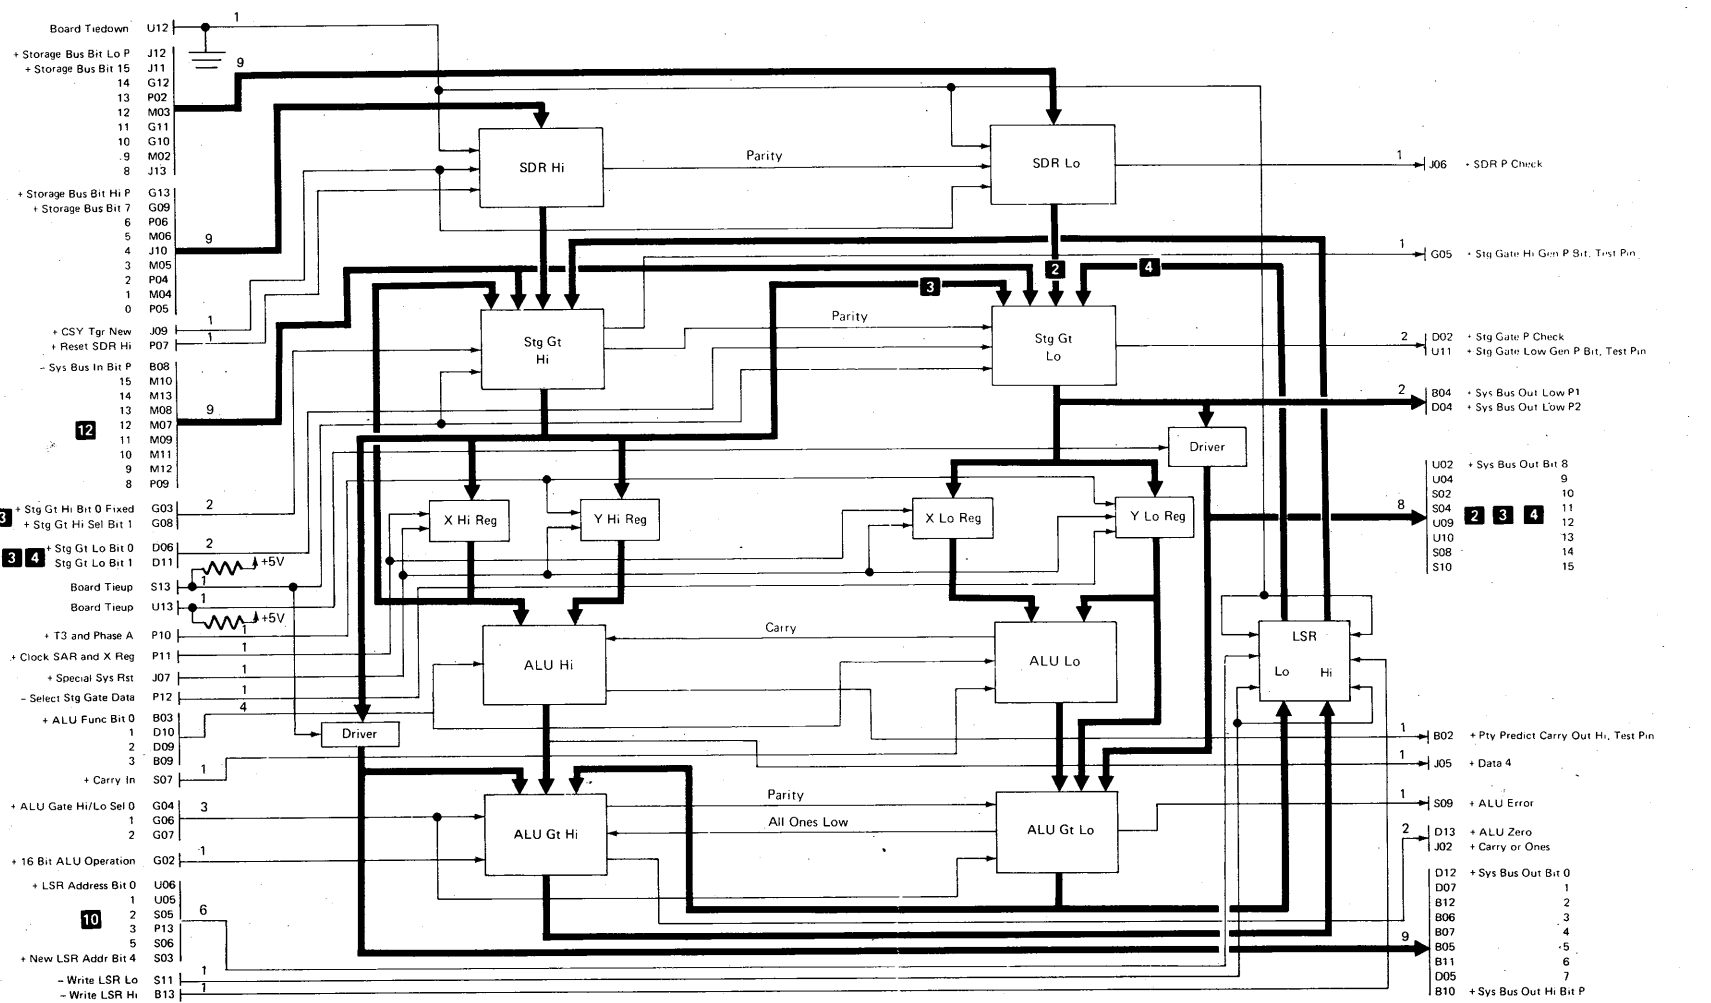 Board Tiedown U12 1
+ Storage Bus Bit Lo P J12
+ Storage Bus Bit 15 J11 9
14 G12
13 P02
12 M03
11 G11
10 G10
9 M02
8 J13
+ Storage Bus Bit Hi P G13
+ Storage Bus Bit 7 G09
6 P06
5 M06 9
4 J10
3 M05
2 P04
1 M04
0 P05
+ CSY Tgr New J09 1
+ Reset SDR Hi P07 1
- Sys Bus In Bit P B08
15 M10
14 M13
13 M08 9
12 M07
12
11 M09
10 M11
9 M12
8 P09
+ Stg Gt Hi Bit 0 Fixed G03 2
3
+ Stg Gt Hi Sel Bit 1 G08
+ Stg Gt Lo Bit 0 D06 2
3 4
Stg Gt Lo Bit 1 D11
+5V
Board Tieup S13 1
Board Tieup U13 1
+5V
+ T3 and Phase A P10 1
+ Clock SAR and X Reg P11 1
+ Special Sys Rst J07 1
- Select Stg Gate Data P12 1
+ ALU Func Bit 0 B03 4
1 D10
2 D09
3 B09
+ Carry In S07 1
+ ALU Gate Hi/Lo Sel 0 G04 3
1 G06
2 G07
+ 16 Bit ALU Operation G02 1
+ LSR Address Bit 0 U06
1 U05
2 S05 6
10
3 P13
5 S06
+ New LSR Addr Bit 4 S03
- Write LSR Lo S11 1
- Write LSR Hi B13 1
SDR Hi
Parity
SDR Lo
2
4
3
Stg Gt
Hi
Parity
Stg Gt
Lo
Driver
X Hi Reg
Y Hi Reg
X Lo Reg
Y Lo Reg
ALU Hi
Carry
ALU Lo
LSR
Lo Hi
Driver
ALU Gt Hi
Parity
All Ones Low
ALU Gt Lo
1 J06 + SDR P Check
1 G05 + Stg Gate Hi Gen P Bit, Test Pin
2 D02 + Stg Gate P Check
U11 + Stg Gate Low Gen P Bit, Test Pin
2 B04 + Sys Bus Out Low P1
D04 + Sys Bus Out Low P2
U02 + Sys Bus Out Bit 8
U04 9
S02 10
8 S04 11
2 3 4
U09 12
U10 13
S08 14
S10 15
1 B02 + Pty Predict Carry Out Hi, Test Pin
1 J05 + Data 4
1 S09 + ALU Error
2 D13 + ALU Zero
J02 + Carry or Ones
D12 + Sys Bus Out Bit 0
D07 1
B12 2
B06 3
B07 4
9 B05 5
B11 6
D05 7
B10 + Sys Bus Out Hi Bit P